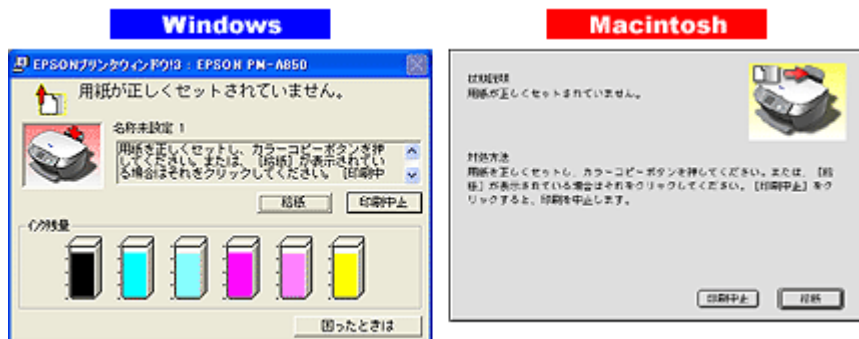 Windows
EPSONプリンタウィンドウ!3 : EPSON PM-A850
用紙が正しくセットされていません。
名称未設定 1
用紙を正しくセットし、カラーコピーボタンを押
してください。または、［給紙］が表示されてい
る場合はそれをクリックしてください。［印刷中
給紙 印刷中止
インク残量
困ったときは
Macintosh
状況説明
用紙が正しくセットされていません。
対処方法
用紙を正しくセットし、カラーコピーボタンを押してください。または、［給
紙］が表示されている場合はそれをクリックしてください。［印刷中止］をク
リックすると、印刷を中止します。
印刷中止 給紙